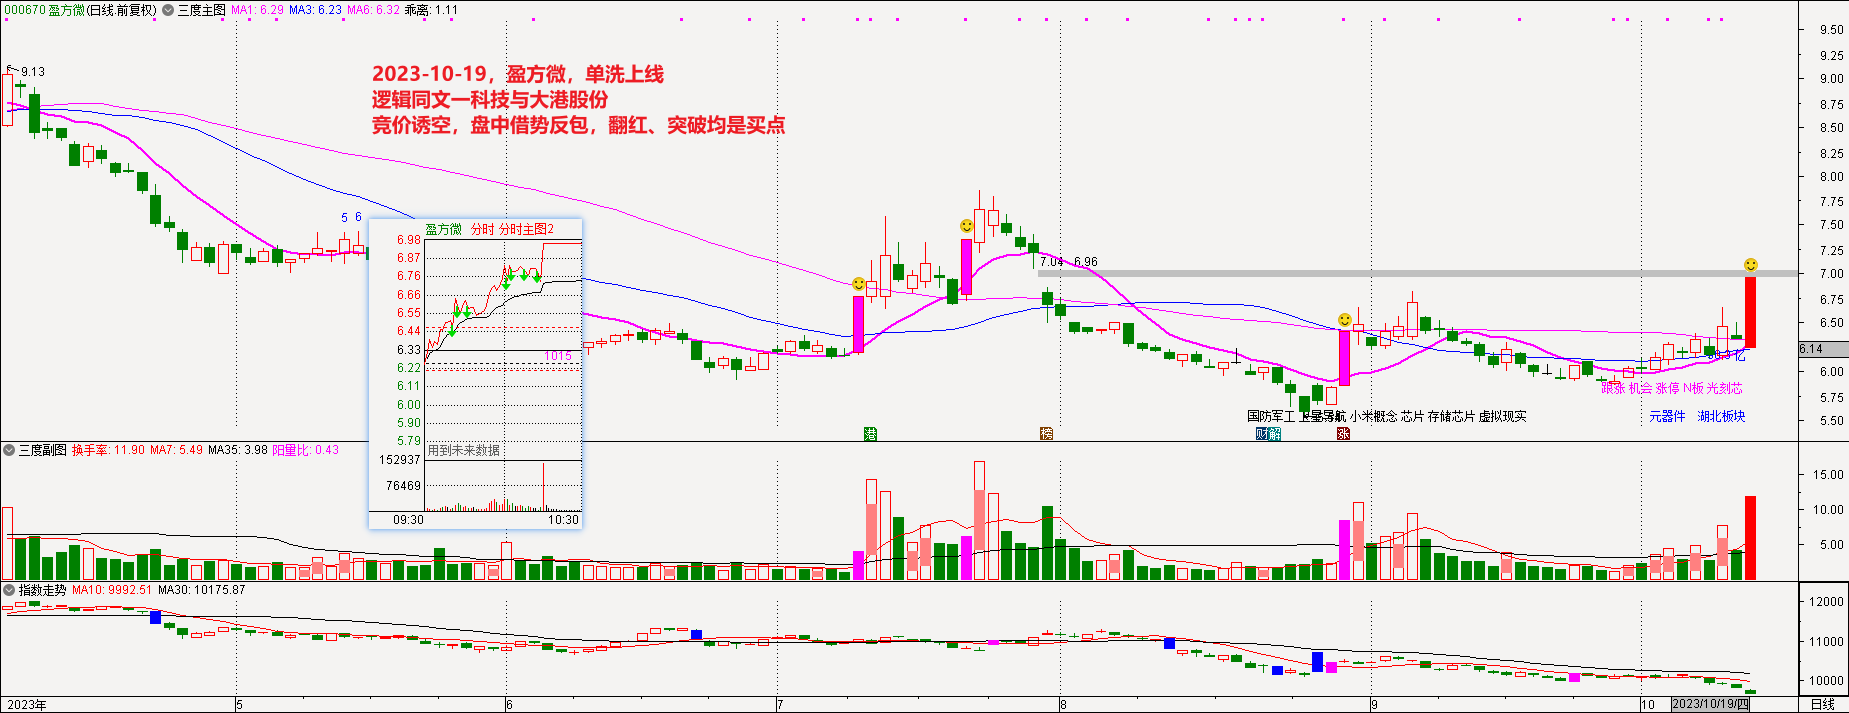 000670 盈方微(日线.前复权) 三度主图 MA1: 6.29 MA3: 6.23 MA6: 6.32 乖离: 1.11
9.13
2023-10-19，盈方微，单洗上线
逻辑同文一科技与大港股份
竞价诱空，盘中借势反包，翻红、突破均是买点
5 6
盈方微 分时 分时主图2
6.98
6.87
6.76
6.66
6.55
6.44
6.33
6.22
6.11
6.00
5.90
5.79
1015
用到未来数据
152937
76469
09:30
10:30
7.04
6.96
9.50
9.25
9.00
8.75
8.50
8.25
8.00
7.75
7.50
7.25
7.00
6.75
6.50
6.14
6.00
5.75
5.50
跟涨 机会 涨停 N板 光刻芯
国防军工 卫星导航 小米概念 芯片 存储芯片 虚拟现实
元器件 湖北板块
港
榜
财解
涨
三度副图 换手率: 11.90 MA7: 5.49 MA35: 3.98 阳量比: 0.43
15.00
10.00
5.00
指数走势 MA10: 9992.51 MA30: 10175.87
12000
11000
10000
2023年
5
6
7
8
9
10
2023/10/19/四
日线